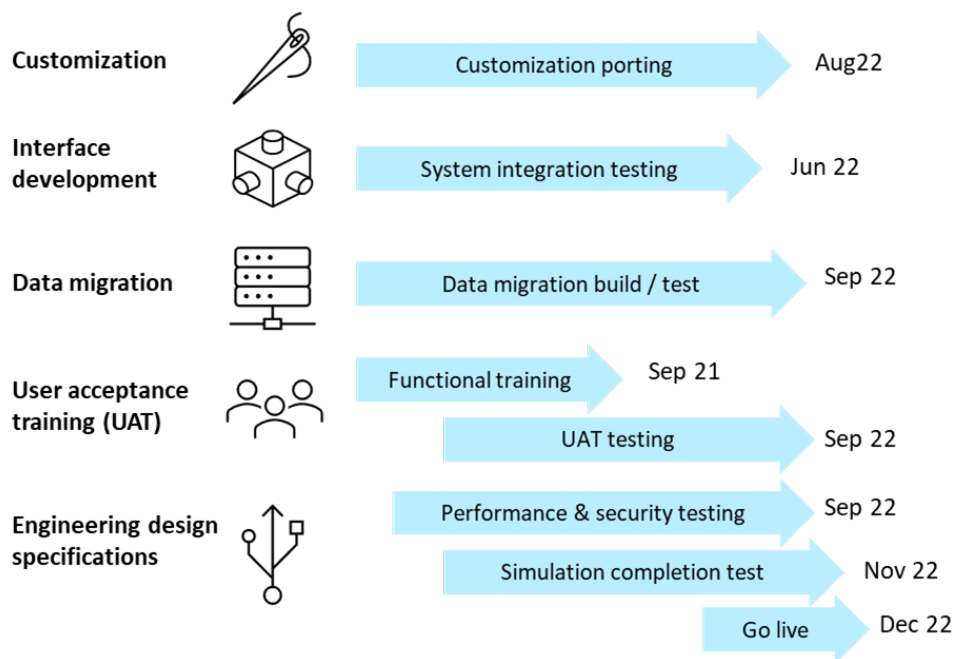 Customization
Customization porting
Aug22
Interface
development
System integration testing
Jun 22
Data migration
Data migration build / test
Sep 22
User acceptance
training (UAT)
Functional training
Sep 21
UAT testing
Sep 22
Engineering design
specifications
Performance & security testing
Sep 22
Simulation completion test
Nov 22
Go live
Dec 22